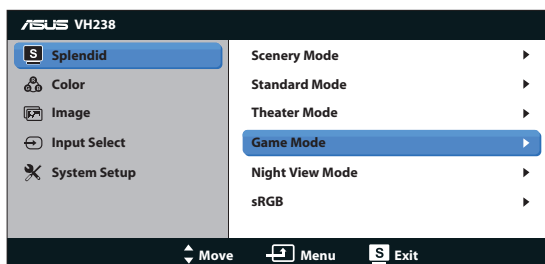 ASUS VH238
S Splendid
Color
Image
Input Select
System Setup
Scenery Mode
Standard Mode
Theater Mode
Game Mode
Night View Mode
sRGB
Move Menu S Exit